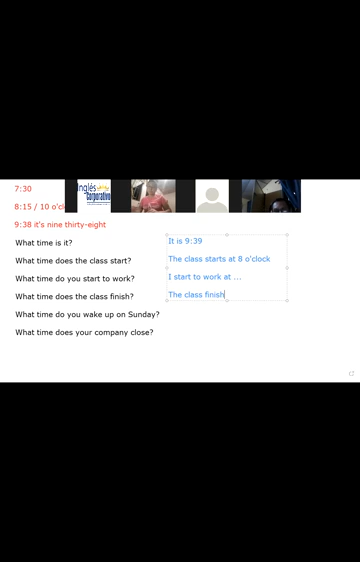 7:30
Inglés
Corporativo
8:15 / 10 o'cl
9:38 it's nine thirty-eight
What time is it?
It is 9:39
What time does the class start?
The class starts at 8 o'clock
What time do you start to work?
I start to work at ...
What time does the class finish?
The class finish
What time do you wake up on Sunday?
What time does your company close?